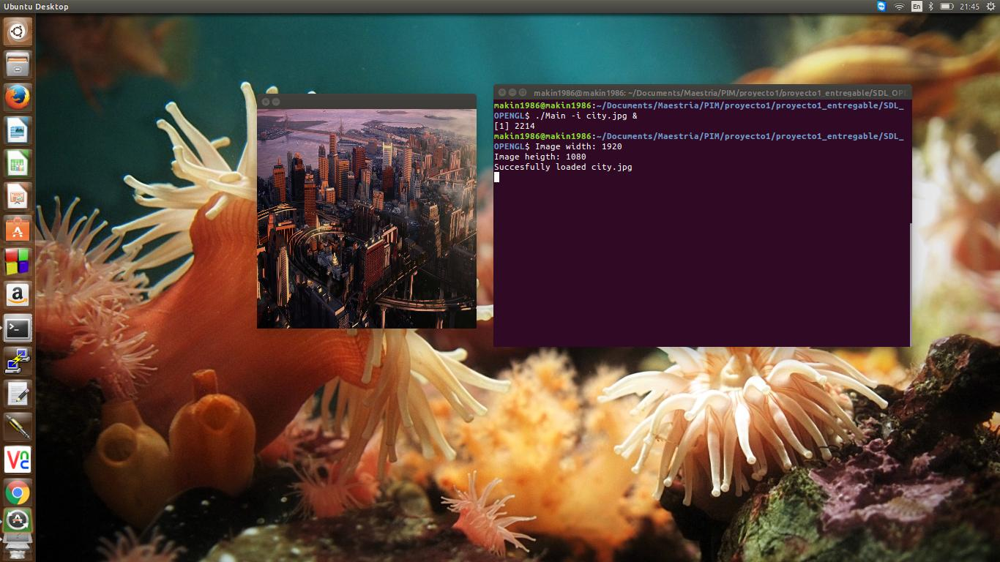 Ubuntu Desktop
En
21:45
makin1986@makin1986: ~/Documents/Maestria/PIM/proyecto1/proyecto1_entregable/SDL_OP
makin1986@makin1986:~/Documents/Maestria/PIM/proyecto1/proyecto1_entregable/SDL_
OPENGL$ ./Main -i city.jpg &
[1] 2214
makin1986@makin1986:~/Documents/Maestria/PIM/proyecto1/proyecto1_entregable/SDL_
OPENGL$ Image width: 1920
Image heigth: 1080
Succesfully loaded city.jpg
a
>_
Vnc